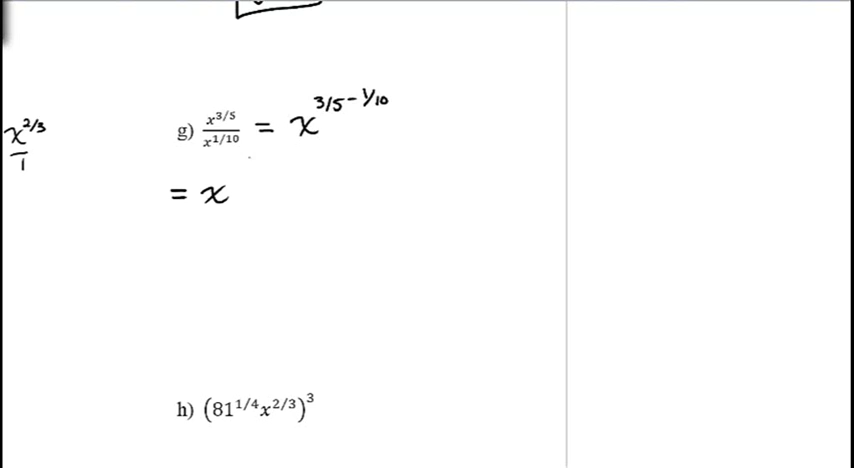 x^{2/3}/1
g) x^{3/5}/x^{1/10} = x^{3/5 - 1/10}
= x
h) (81^{1/4}x^{2/3})^3